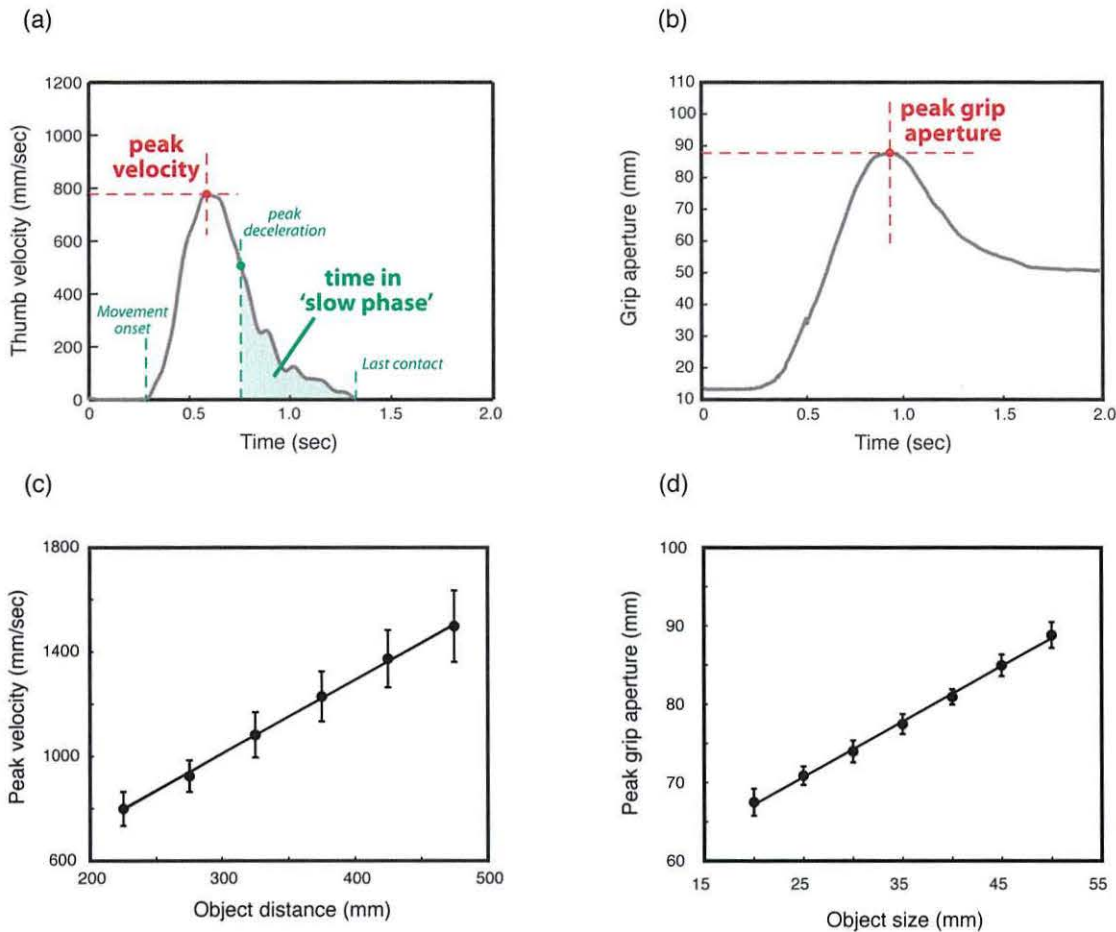 (a)
1200
1000
800
600
400
200
0
0
0.5
1.0
1.5
2.0
Thumb velocity (mm/sec)
Time (sec)
peak
velocity
peak
deceleration
time in
'slow phase'
Movement
onset
Last contact
(b)
110
100
90
80
70
60
50
40
30
20
10
0
0.5
1.0
1.5
2.0
Grip aperture (mm)
Time (sec)
peak grip
aperture
(c)
1800
1400
1000
600
200
300
400
500
Peak velocity (mm/sec)
Object distance (mm)
(d)
100
90
80
70
60
15
25
35
45
55
Peak grip aperture (mm)
Object size (mm)